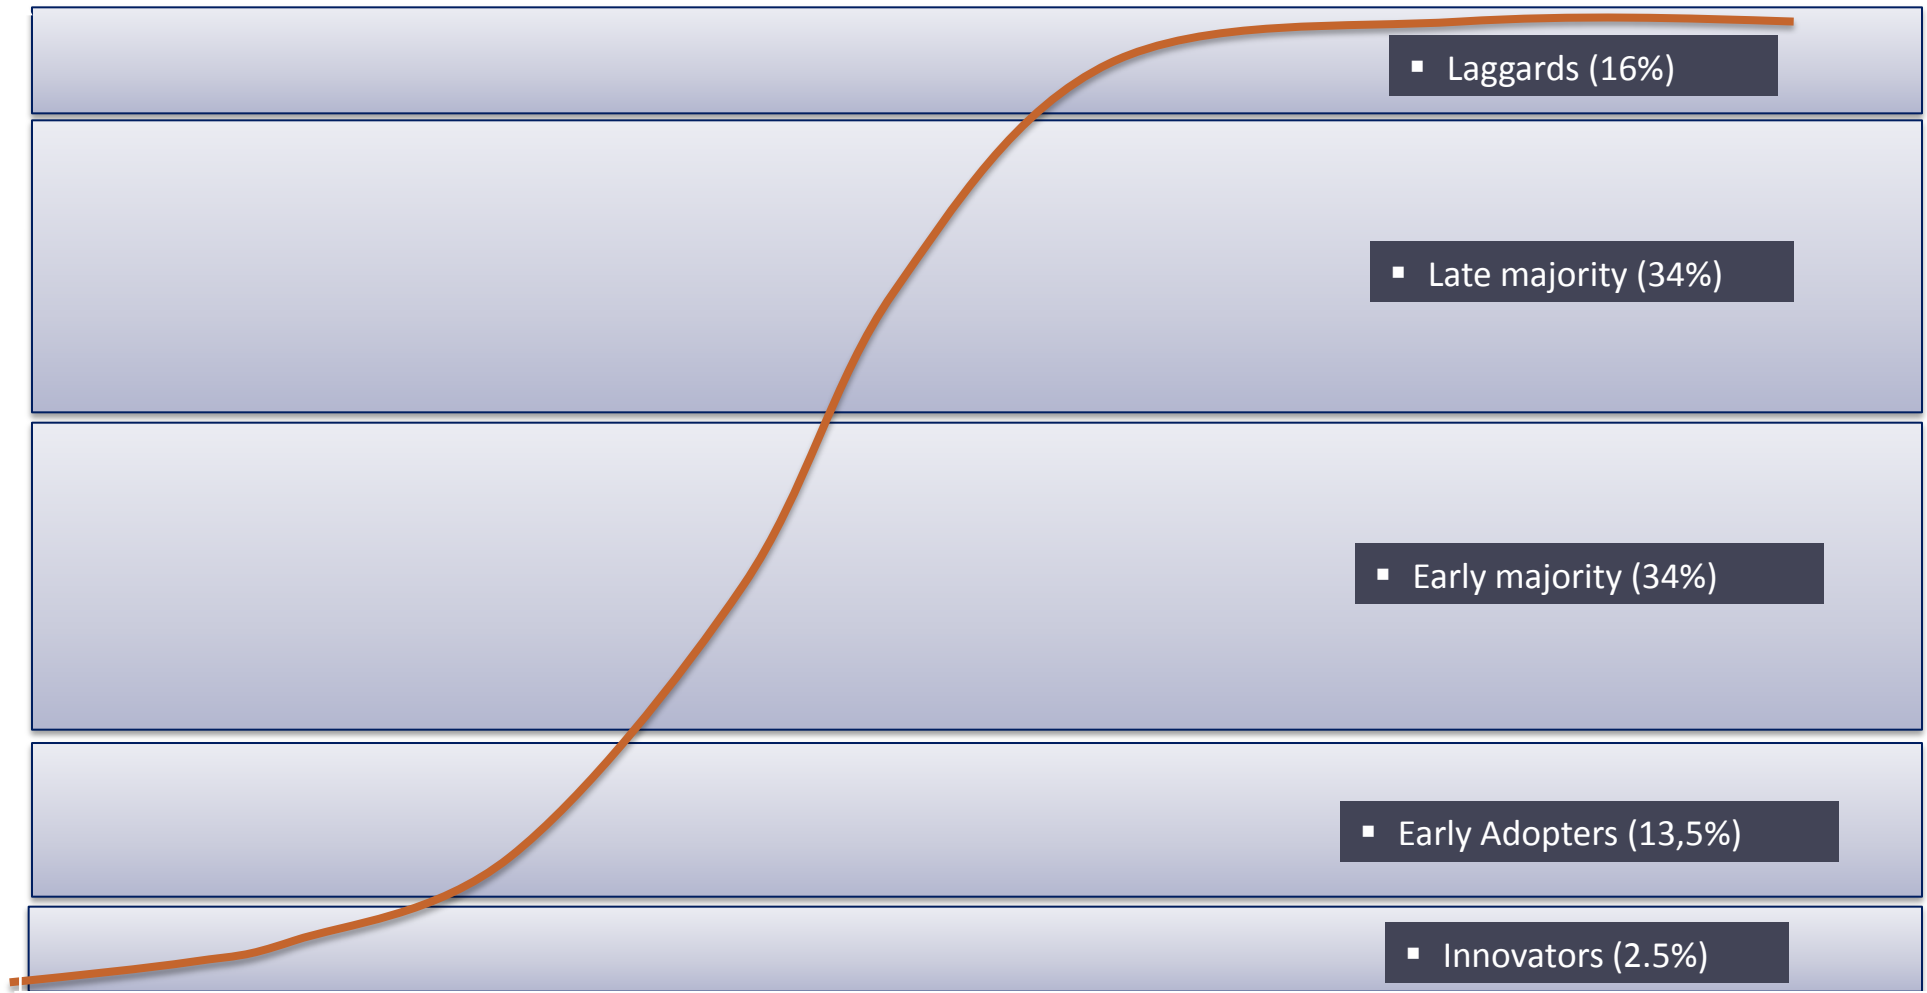 ▪ Laggards (16%)
▪ Late majority (34%)
▪ Early majority (34%)
▪ Early Adopters (13,5%)
▪ Innovators (2.5%)